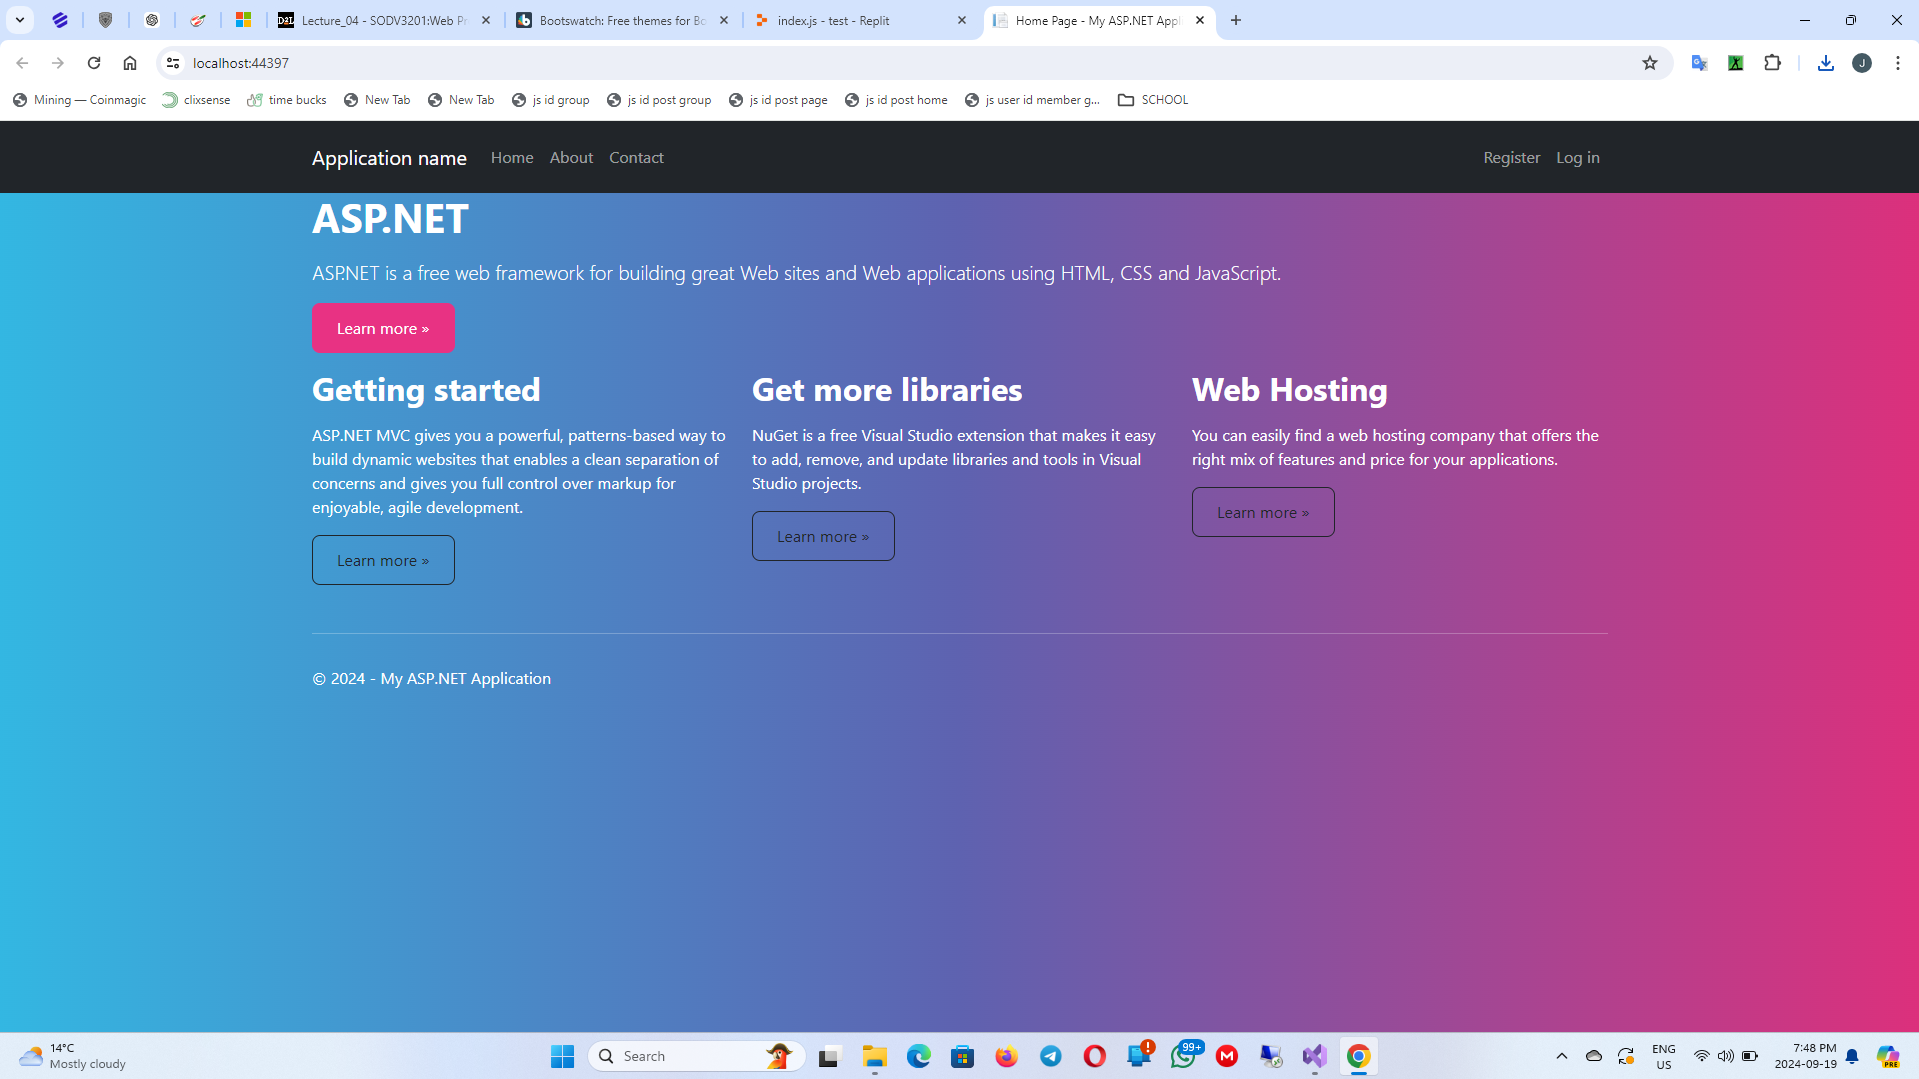 Lecture_04 - SODV3201:Web Pr
Bootswatch: Free themes for Bo
index.js - test - Replit
Home Page - My ASP.NET Appl
localhost:44397
J
Mining — Coinmagic
clixsense
time bucks
New Tab
New Tab
js id group
js id post group
js id post page
js id post home
js user id member g...
SCHOOL
Application name
Home
About
Contact
Register
Log in
ASP.NET
ASP.NET is a free web framework for building great Web sites and Web applications using HTML, CSS and JavaScript.
Learn more »
Getting started
ASP.NET MVC gives you a powerful, patterns-based way to
build dynamic websites that enables a clean separation of
concerns and gives you full control over markup for
enjoyable, agile development.
Learn more »
Get more libraries
NuGet is a free Visual Studio extension that makes it easy
to add, remove, and update libraries and tools in Visual
Studio projects.
Learn more »
Web Hosting
You can easily find a web hosting company that offers the
right mix of features and price for your applications.
Learn more »
© 2024 - My ASP.NET Application
14°C
Mostly cloudy
Search
99+
ENG
US
7:48 PM
2024-09-19
PRE